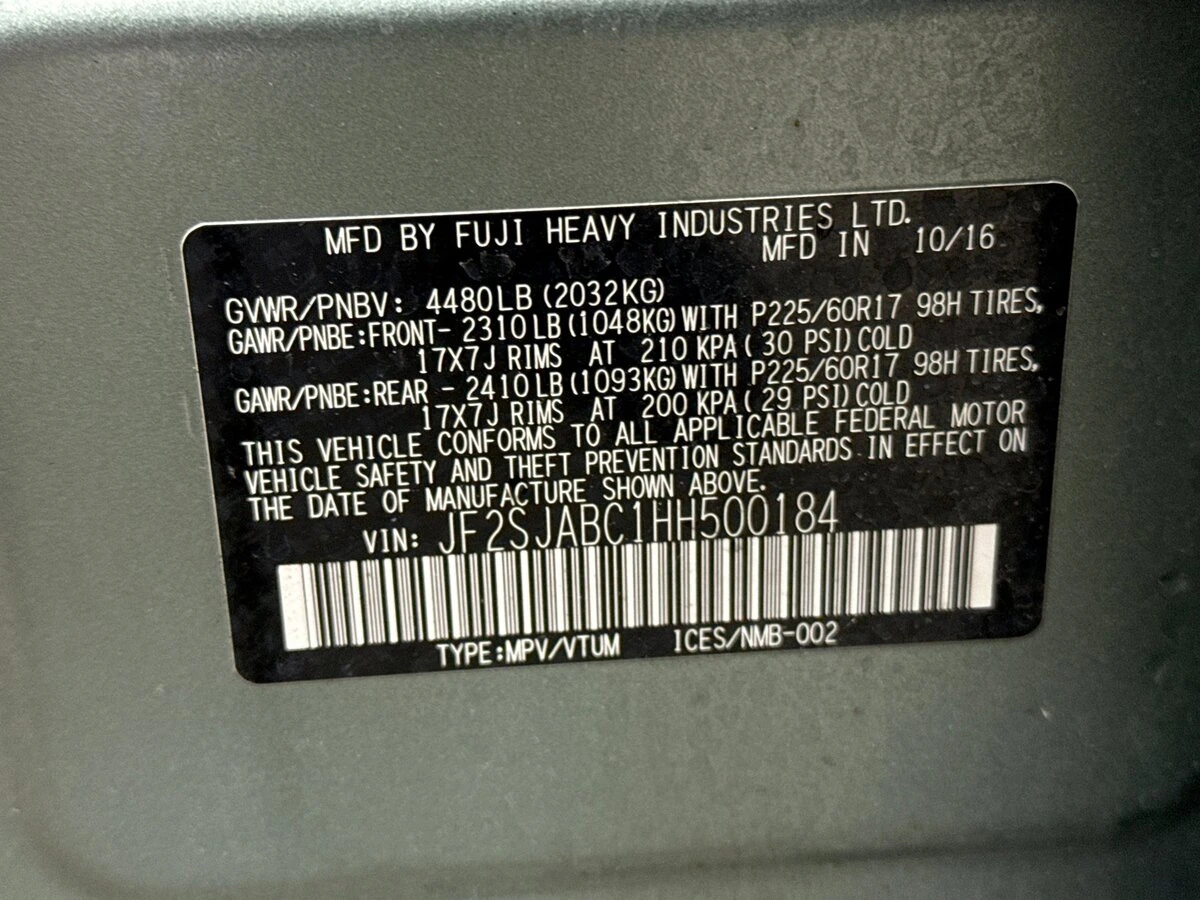 MFD BY FUJI HEAVY INDUSTRIES LTD.
MFD IN 10/16
GVWR/PNBV: 4480LB (2032KG)
GAWR/PNBE:FRONT- 2310LB (1048KG) WITH P225/60R17 98H TIRES,
17X7J RIMS AT 210 KPA ( 30 PSI) COLD
GAWR/PNBE:REAR - 2410LB (1093KG) WITH P225/60R17 98H TIRES,
17X7J RIMS AT 200 KPA ( 29 PSI) COLD
THIS VEHICLE CONFORMS TO ALL APPLICABLE FEDERAL MOTOR
VEHICLE SAFETY AND THEFT PREVENTION STANDARDS IN EFFECT ON
THE DATE OF MANUFACTURE SHOWN ABOVE.
VIN: JF2SJABC1HH500184
TYPE:MPV/VTUM ICES/NMB-002